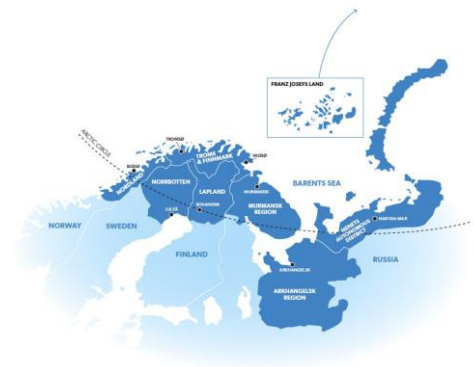 FRANZ JOSEFS LAND
ARCTIC CIRCLE
TROMSØ
VADSØ
BODØ
TROMS
& FINNMARK
NORDLAND
NORRBOTTEN
LAPLAND
MURMANSK
BARENTS SEA
MURMANSK
REGION
ROVANIEMI
LULEÅ
NORWAY
SWEDEN
FINLAND
NENETS
AUTONOMOUS
DISTRICT
NARYAN-MAR
RUSSIA
ARKHANGELSK
ARKHANGELSK
REGION